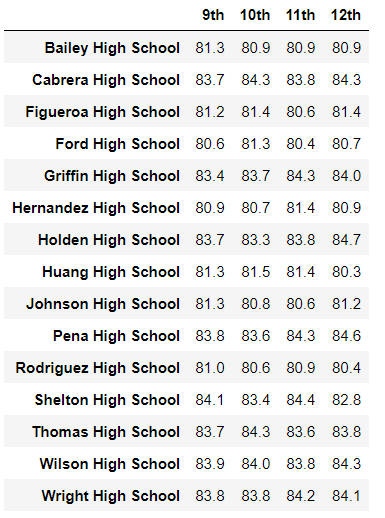 9th 10th 11th 12th
Bailey High School 81.3 80.9 80.9 80.9
Cabrera High School 83.7 84.3 83.8 84.3
Figueroa High School 81.2 81.4 80.6 81.4
Ford High School 80.6 81.3 80.4 80.7
Griffin High School 83.4 83.7 84.3 84.0
Hernandez High School 80.9 80.7 81.4 80.9
Holden High School 83.7 83.3 83.8 84.7
Huang High School 81.3 81.5 81.4 80.3
Johnson High School 81.3 80.8 80.6 81.2
Pena High School 83.8 83.6 84.3 84.6
Rodriguez High School 81.0 80.6 80.9 80.4
Shelton High School 84.1 83.4 84.4 82.8
Thomas High School 83.7 84.3 83.6 83.8
Wilson High School 83.9 84.0 83.8 84.3
Wright High School 83.8 83.8 84.2 84.1